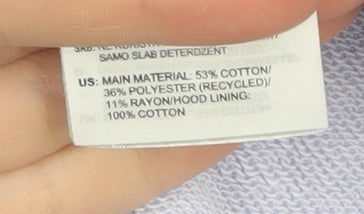 SAMO SLAB DETERDZENT
US: MAIN MATERIAL: 53% COTTON/
36% POLYESTER (RECYCLED)/
11% RAYON/HOOD LINING:
100% COTTON